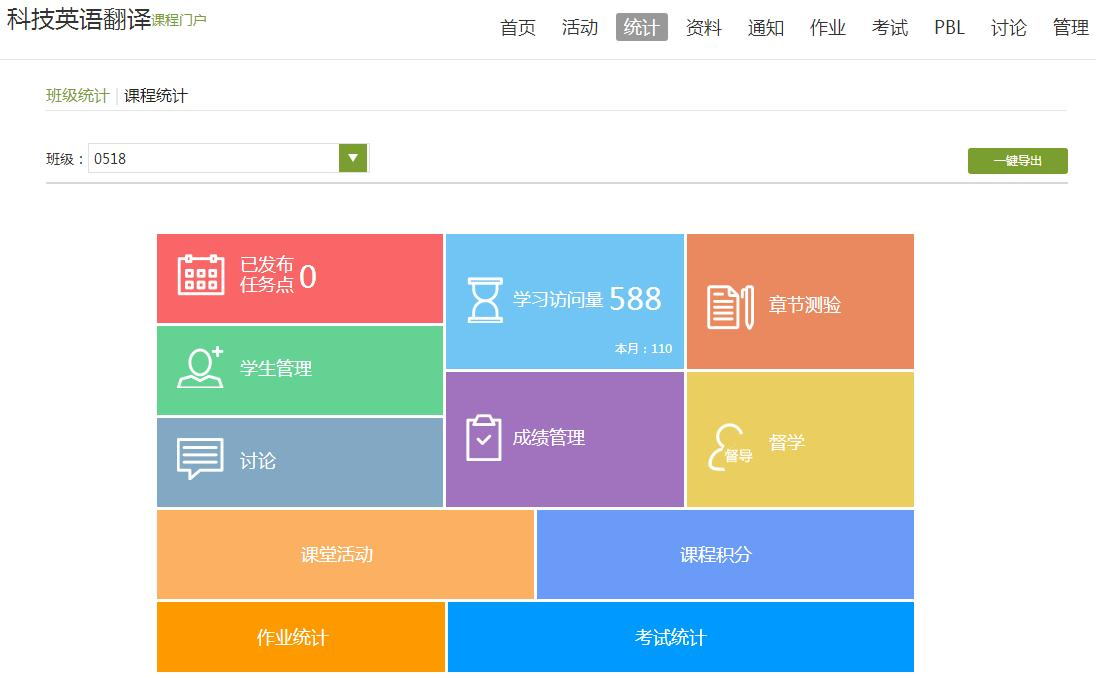 科技英语翻译课程门户
首页 活动 统计 资料 通知 作业 考试 PBL 讨论 管理
班级统计 | 课程统计
班级： 0518
一键导出
已发布
任务点 0
学习访问量 588
本月：110
章节测验
学生管理
成绩管理
督导
督学
讨论
课堂活动
课程积分
作业统计
考试统计